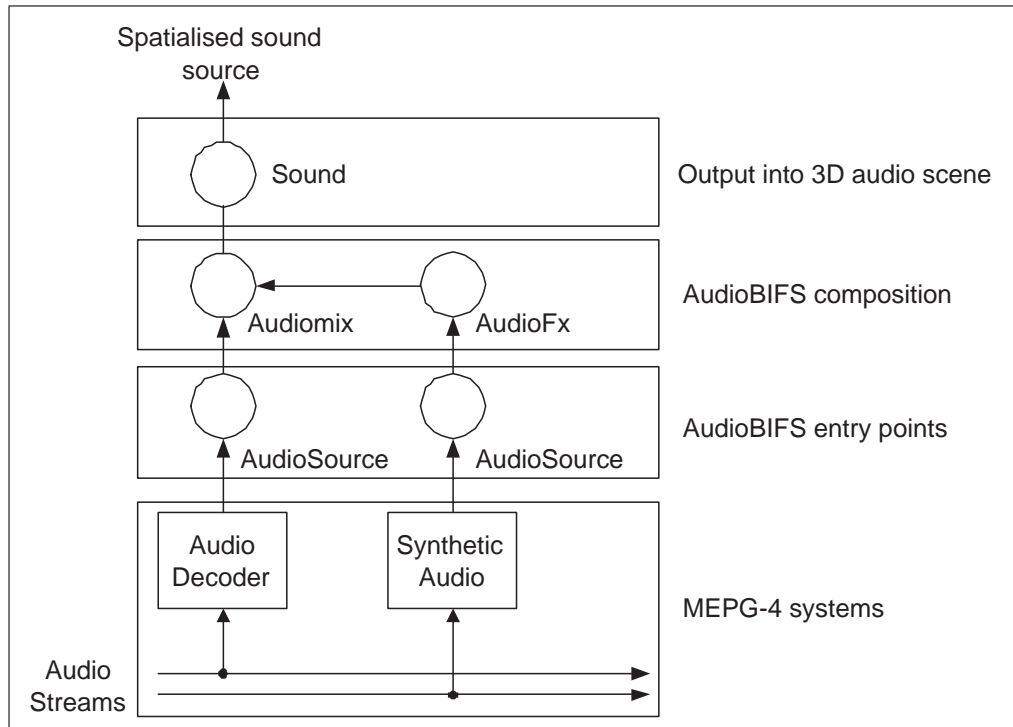 Spatialised sound
source
Sound
Output into 3D audio scene
Audiomix
AudioFx
AudioBIFS composition
AudioSource
AudioSource
AudioBIFS entry points
Audio
Decoder
Synthetic
Audio
MEPG-4 systems
Audio
Streams